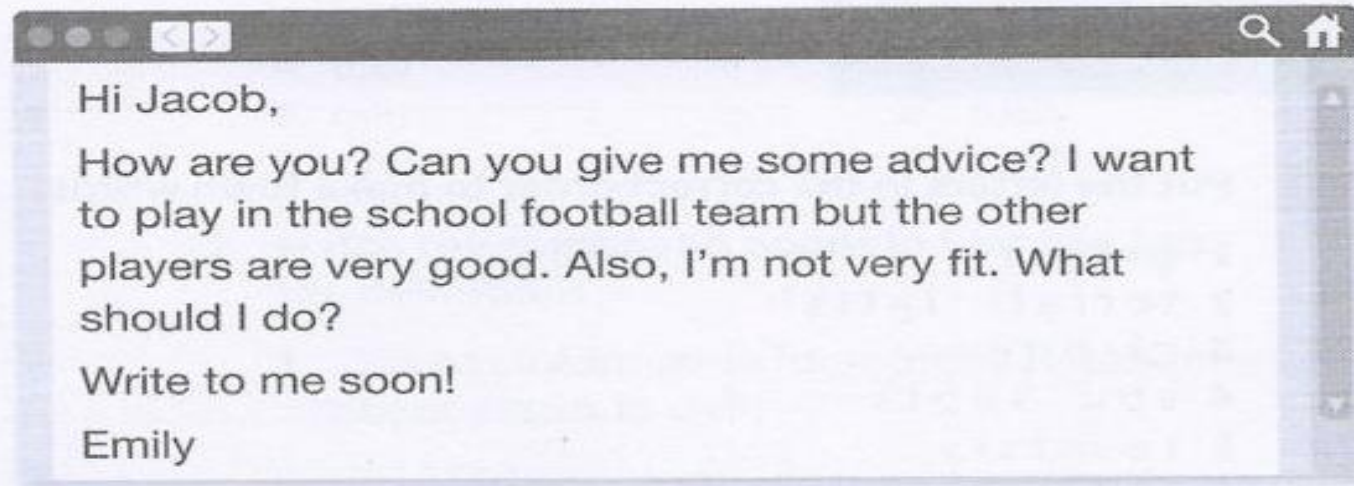 Hi Jacob,
How are you? Can you give me some advice? I want
to play in the school football team but the other
players are very good. Also, I'm not very fit. What
should I do?
Write to me soon!
Emily